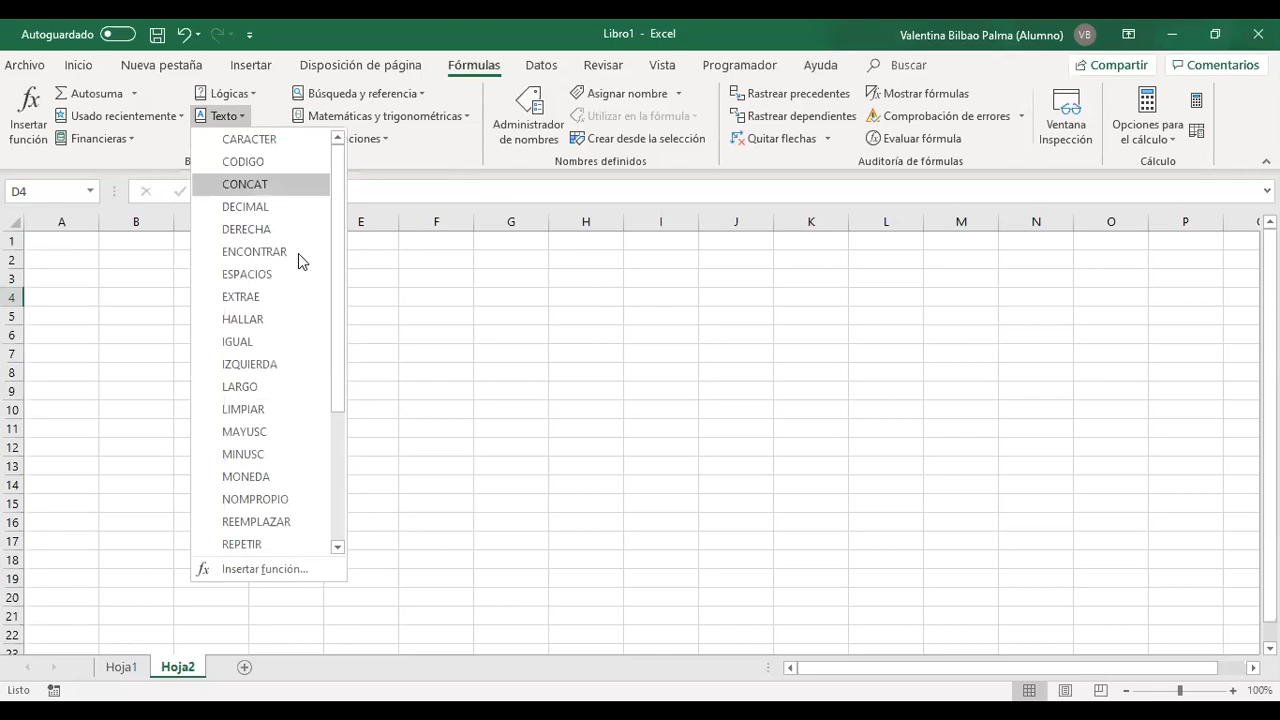 Autoguardado
Libro1 - Excel
Valentina Bilbao Palma (Alumno)
VB
Archivo Inicio Nueva pestaña Insertar Disposición de página Fórmulas Datos Revisar Vista Programador Ayuda Buscar Compartir Comentarios
fx
Insertar
función
Autosuma
Usado recientemente
Financieras
Lógicas
Texto
Búsqueda y referencia
Matemáticas y trigonométricas
Administrador
de nombres
Asignar nombre
Utilizar en la fórmula
Crear desde la selección
Nombres definidos
Rastrear precedentes
Rastrear dependientes
Quitar flechas
Mostrar fórmulas
Comprobación de errores
Evaluar fórmula
Auditoría de fórmulas
Ventana
Inspección
Opciones para
el cálculo
Cálculo
D4
CARACTER
CODIGO
CONCAT
DECIMAL
DERECHA
ENCONTRAR
ESPACIOS
EXTRAE
HALLAR
IGUAL
IZQUIERDA
LARGO
LIMPIAR
MAYUSC
MINUSC
MONEDA
NOMPROPIO
REEMPLAZAR
REPETIR
fx Insertar función...
A B E F G H I J K L M N O P
1
2
3
4
5
6
7
8
9
10
11
12
13
14
15
16
17
18
19
20
21
22
23
Hoja1 Hoja2
Listo
100%